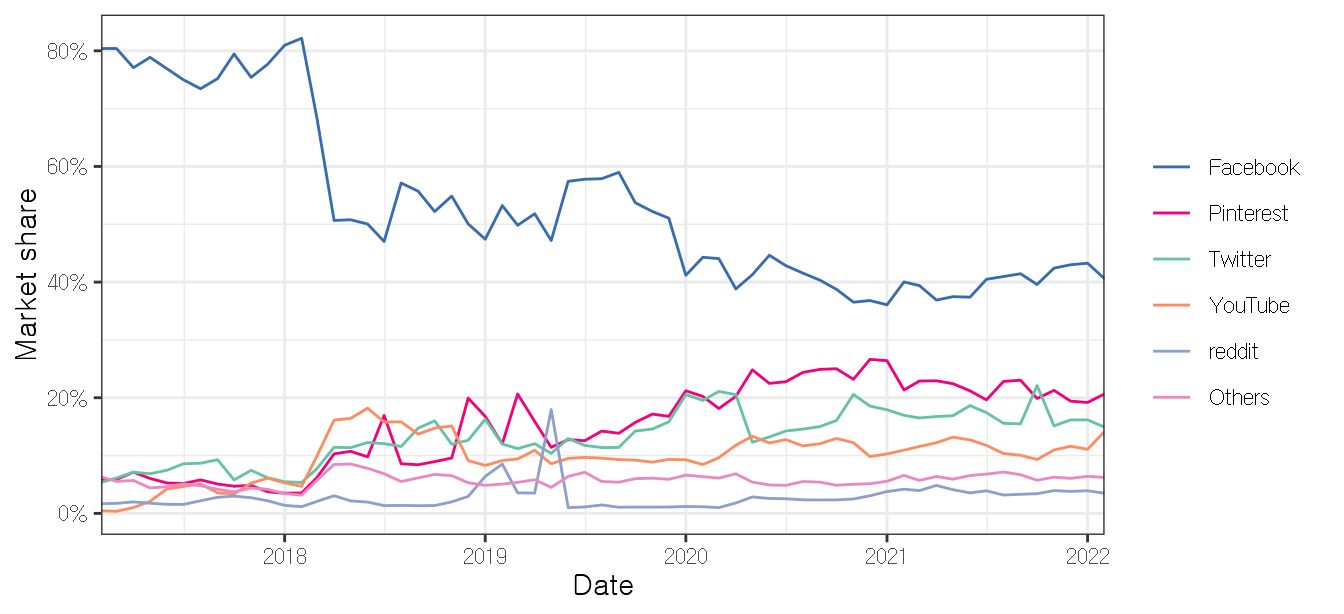 80%
60%
40%
20%
0%
Market share
2018
2019
2020
2021
2022
Date
Facebook
Pinterest
Twitter
YouTube
reddit
Others